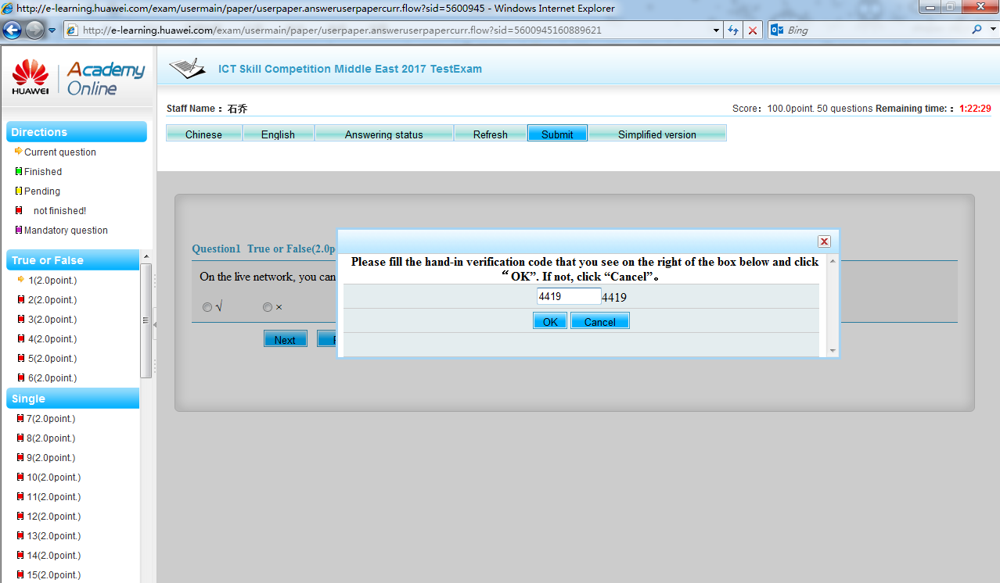 http://e-learning.huawei.com/exam/usermain/paper/userpaper.answeruserpapercurr.flow?sid=5600945 - Windows Internet Explorer
http://e-learning.huawei.com/exam/usermain/paper/userpaper.answeruserpapercurr.flow?sid=5600945160889621
Bing
HUAWEI
Academy
Online
ICT Skill Competition Middle East 2017 TestExam
Staff Name： 石乔
Score：100.0point. 50 questions Remaining time: : 1:22:29
Chinese English Answering status Refresh Submit Simplified version
Directions
Current question
Finished
Pending
not finished!
Mandatory question
True or False
1(2.0point.)
2(2.0point.)
3(2.0point.)
4(2.0point.)
5(2.0point.)
6(2.0point.)
Single
7(2.0point.)
8(2.0point.)
9(2.0point.)
10(2.0point.)
11(2.0point.)
12(2.0point.)
13(2.0point.)
14(2.0point.)
15(2.0point.)
Question1 True or False(2.0p
On the live network, you can
√ ×
Next
Please fill the hand-in verification code that you see on the right of the box below and click
“OK”. If not, click “Cancel”。
4419 4419
OK Cancel